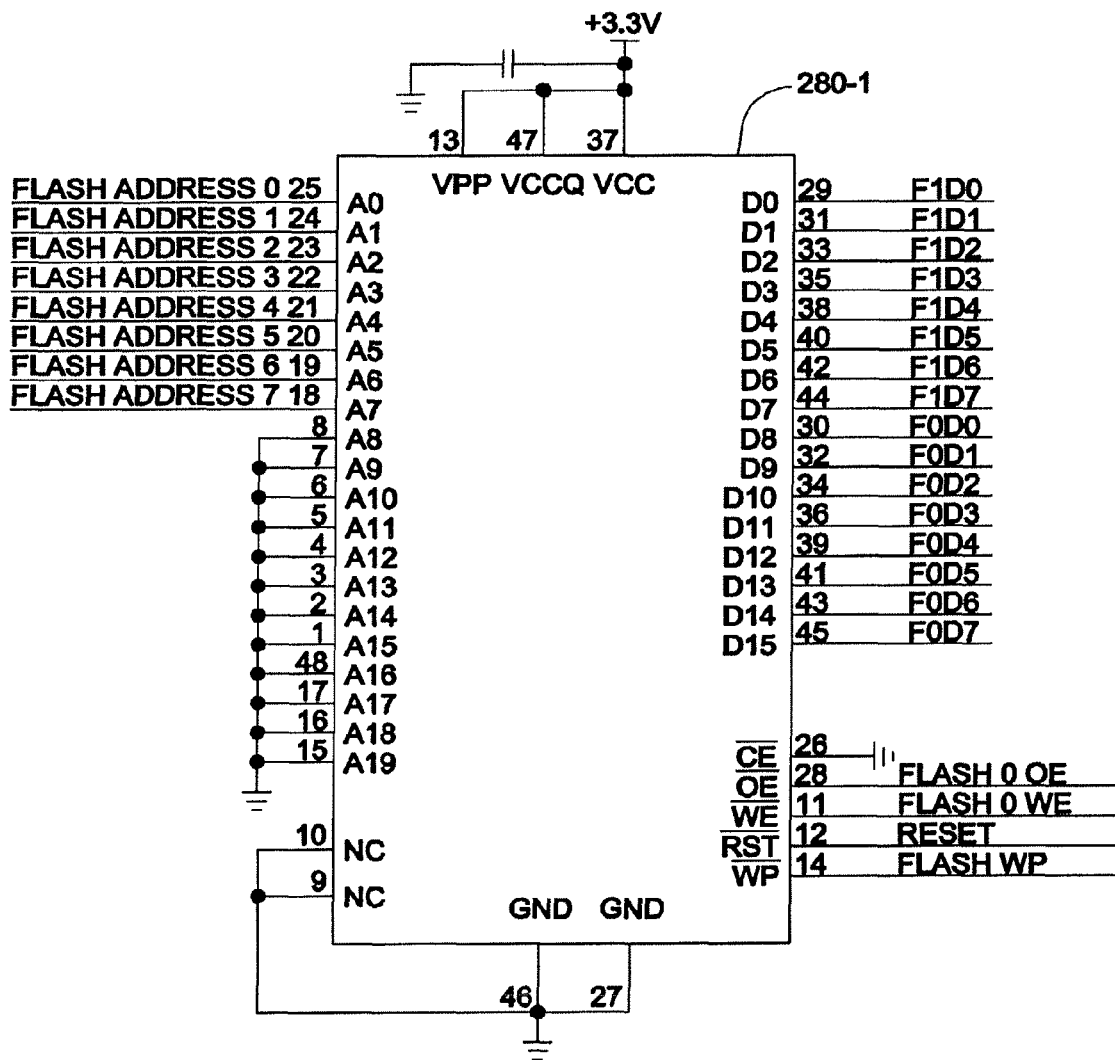 +3.3V
280-1
13 47 37
VPP VCCQ VCC
FLASH ADDRESS 0 25 A0 D0 29 F1D0
FLASH ADDRESS 1 24 A1 D1 31 F1D1
FLASH ADDRESS 2 23 A2 D2 33 F1D2
FLASH ADDRESS 3 22 A3 D3 35 F1D3
FLASH ADDRESS 4 21 A4 D4 38 F1D4
FLASH ADDRESS 5 20 A5 D5 40 F1D5
FLASH ADDRESS 6 19 A6 D6 42 F1D6
FLASH ADDRESS 7 18 A7 D7 44 F1D7
8 A8 D8 30 F0D0
7 A9 D9 32 F0D1
6 A10 D10 34 F0D2
5 A11 D11 36 F0D3
4 A12 D12 39 F0D4
3 A13 D13 41 F0D5
2 A14 D14 43 F0D6
1 A15 D15 45 F0D7
48 A16
17 A17
16 A18
15 A19
CE 26
OE 28 FLASH 0 OE
WE 11 FLASH 0 WE
RST 12 RESET
WP 14 FLASH WP
10 NC
9 NC
GND GND
46 27